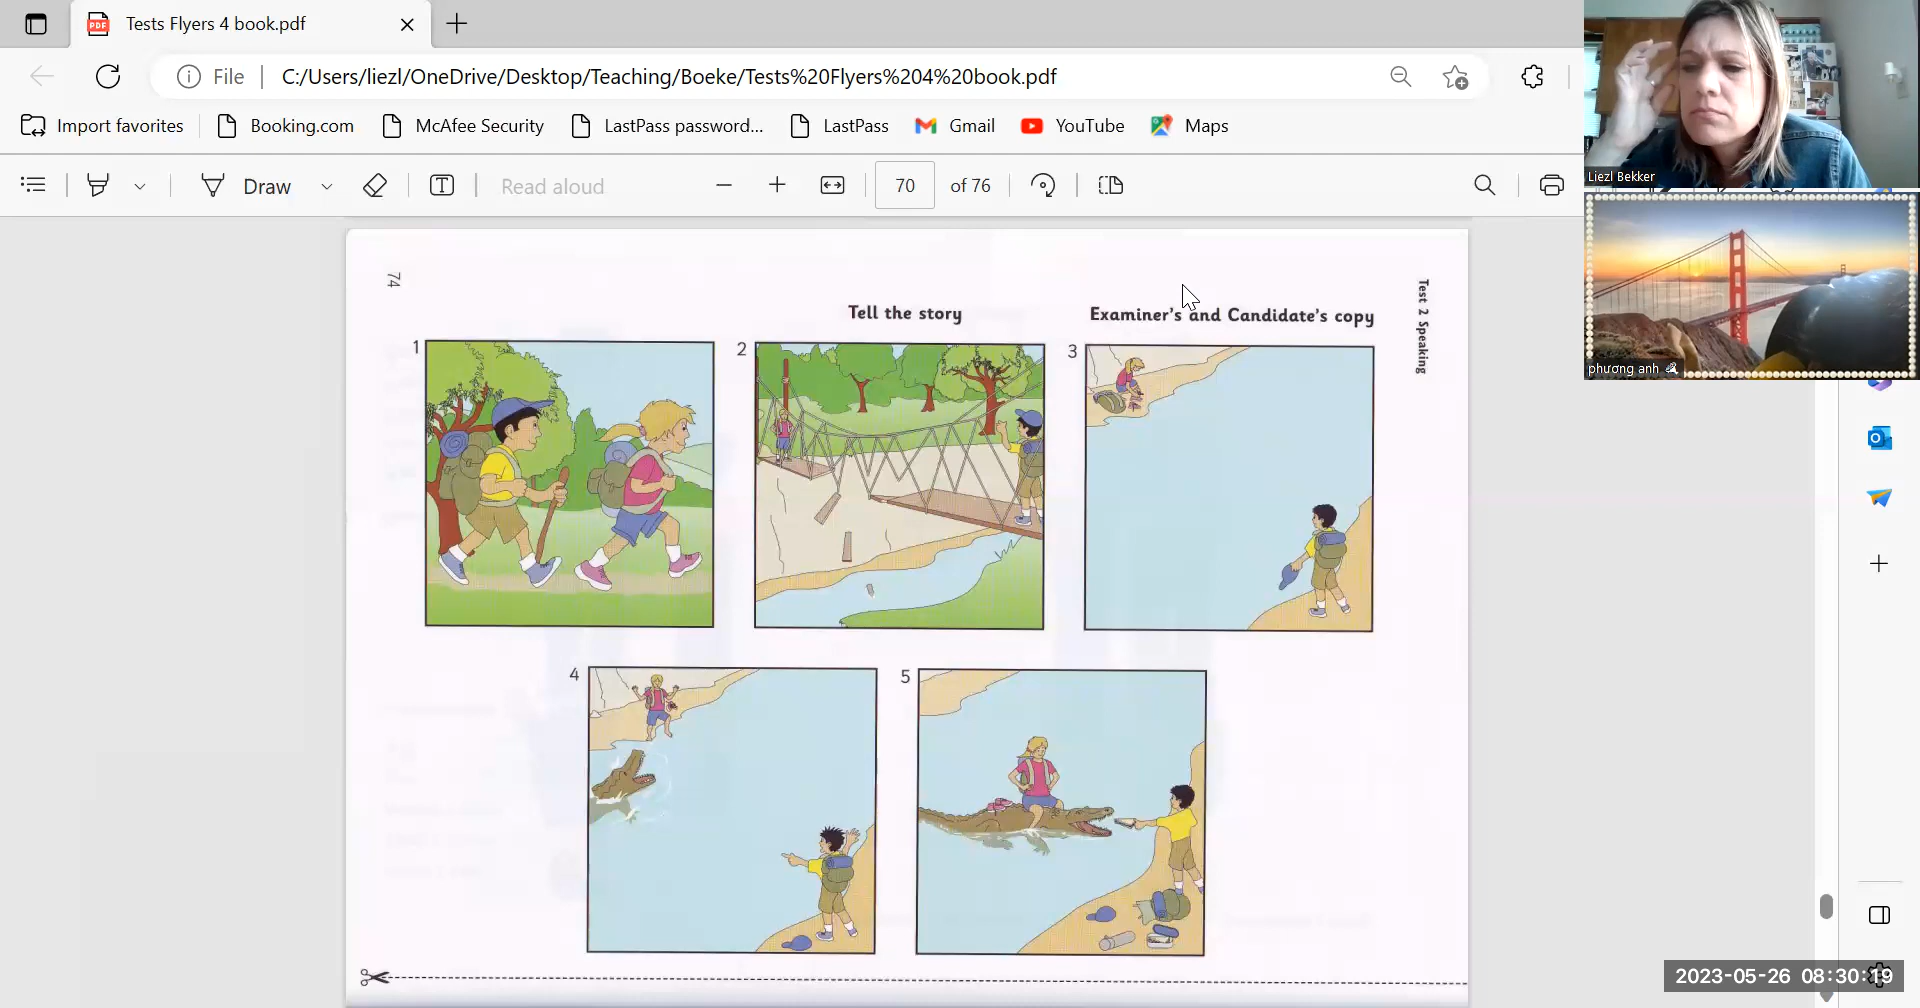 Tests Flyers 4 book.pdf
File
C:/Users/liezl/OneDrive/Desktop/Teaching/Boeke/Tests%20Flyers%204%20book.pdf
Import favorites
Booking.com
McAfee Security
LastPass password...
LastPass
Gmail
YouTube
Maps
Draw
Read aloud
70
of 76
Liezl Bekker
phương anh
74
Tell the story
Examiner's and Candidate's copy
Test 2 Speaking
1
2
3
4
5
2023-05-26 08:30:19